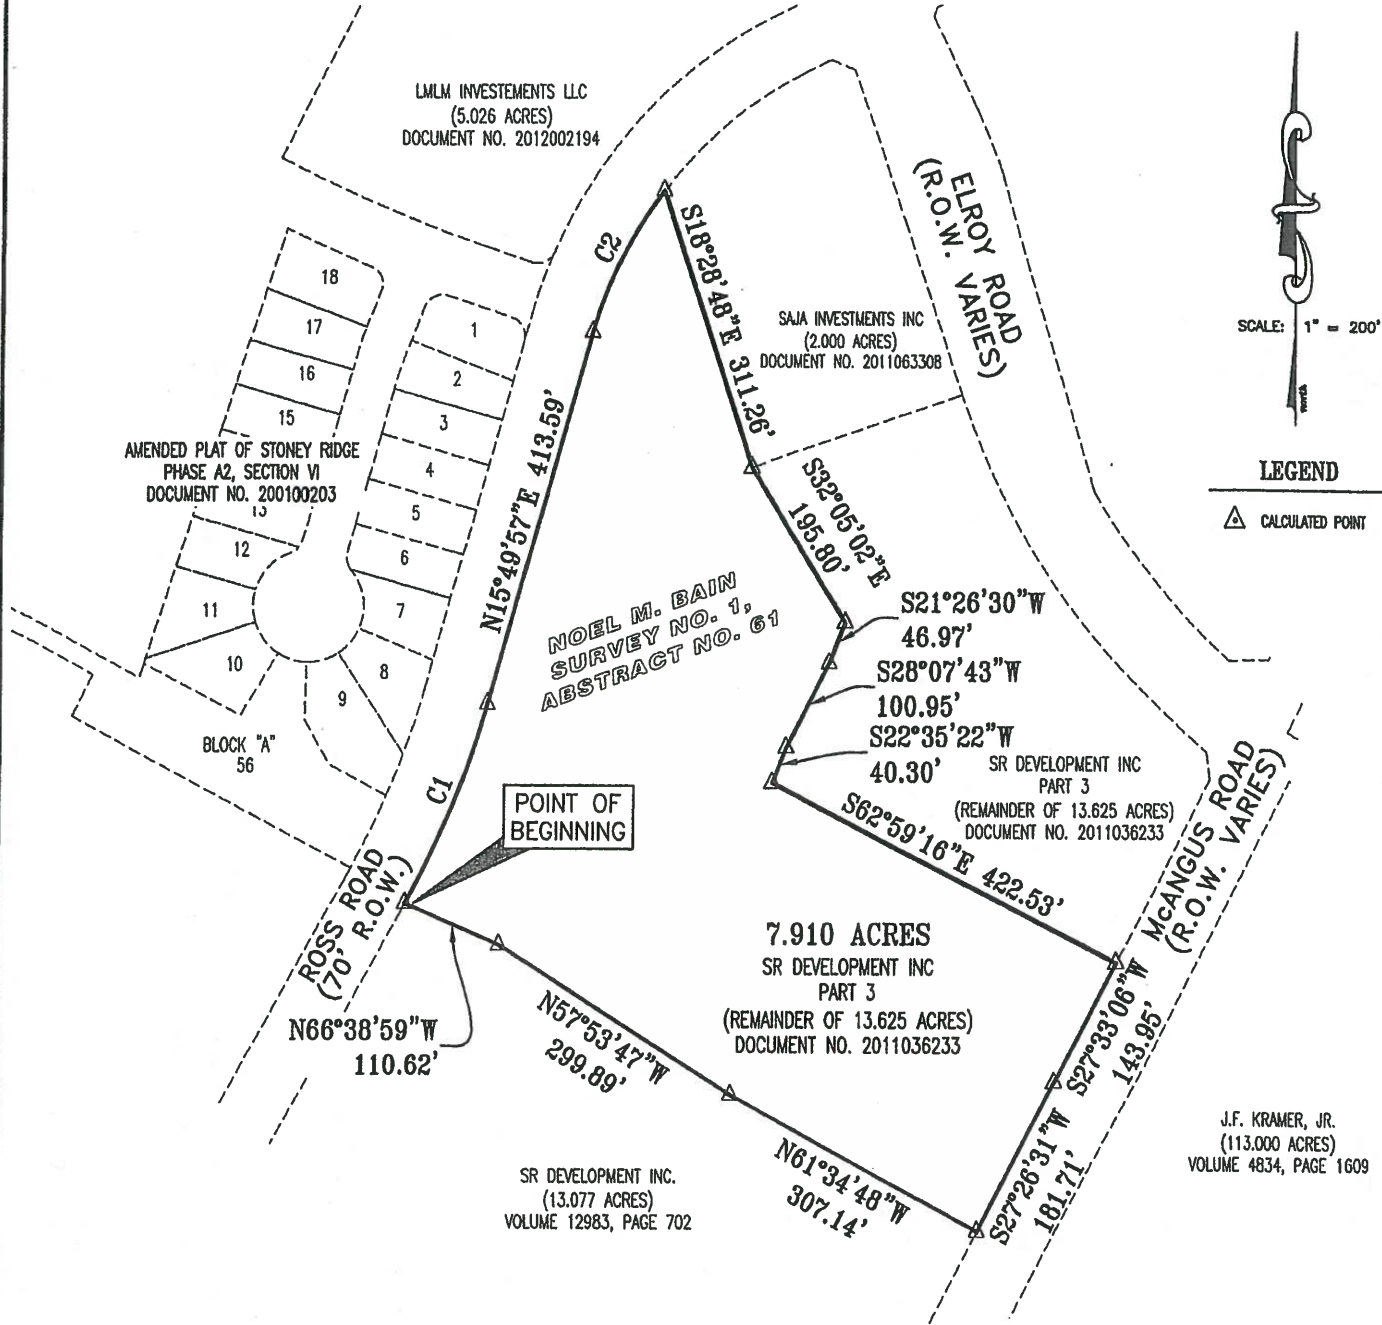 LMLM INVESTEMENTS LLC
(5.026 ACRES)
DOCUMENT NO. 2012002194
ELROY ROAD
(R.O.W. VARIES)
SCALE: 1" = 200'
north
LEGEND
CALCULATED POINT
18
17
16
15
AMENDED PLAT OF STONEY RIDGE
PHASE A2, SECTION VI
DOCUMENT NO. 200100203
13
12
11
10
9
8
7
6
5
4
3
2
1
BLOCK "A"
56
C2
S18°28'48"E 311.26'
SAJA INVESTMENTS INC
(2.000 ACRES)
DOCUMENT NO. 2011063308
N15°49'57"E 413.59'
S32°05'02"E
195.80'
NOEL M. BAIN
SURVEY NO. 1,
ABSTRACT NO. 61
S21°26'30"W
46.97'
S28°07'43"W
100.95'
S22°35'22"W
40.30'
SR DEVELOPMENT INC
PART 3
(REMAINDER OF 13.625 ACRES)
DOCUMENT NO. 2011036233
McANGUS ROAD
(R.O.W. VARIES)
C1
POINT OF
BEGINNING
S62°59'16"E 422.53'
ROSS ROAD
(70' R.O.W.)
7.910 ACRES
SR DEVELOPMENT INC
PART 3
(REMAINDER OF 13.625 ACRES)
DOCUMENT NO. 2011036233
N66°38'59"W
110.62'
N57°53'47"W
299.89'
S27°33'06"W
143.95'
S27°26'31"W
181.71'
N61°34'48"W
307.14'
SR DEVELOPMENT INC.
(13.077 ACRES)
VOLUME 12983, PAGE 702
J.F. KRAMER, JR.
(113.000 ACRES)
VOLUME 4834, PAGE 1609